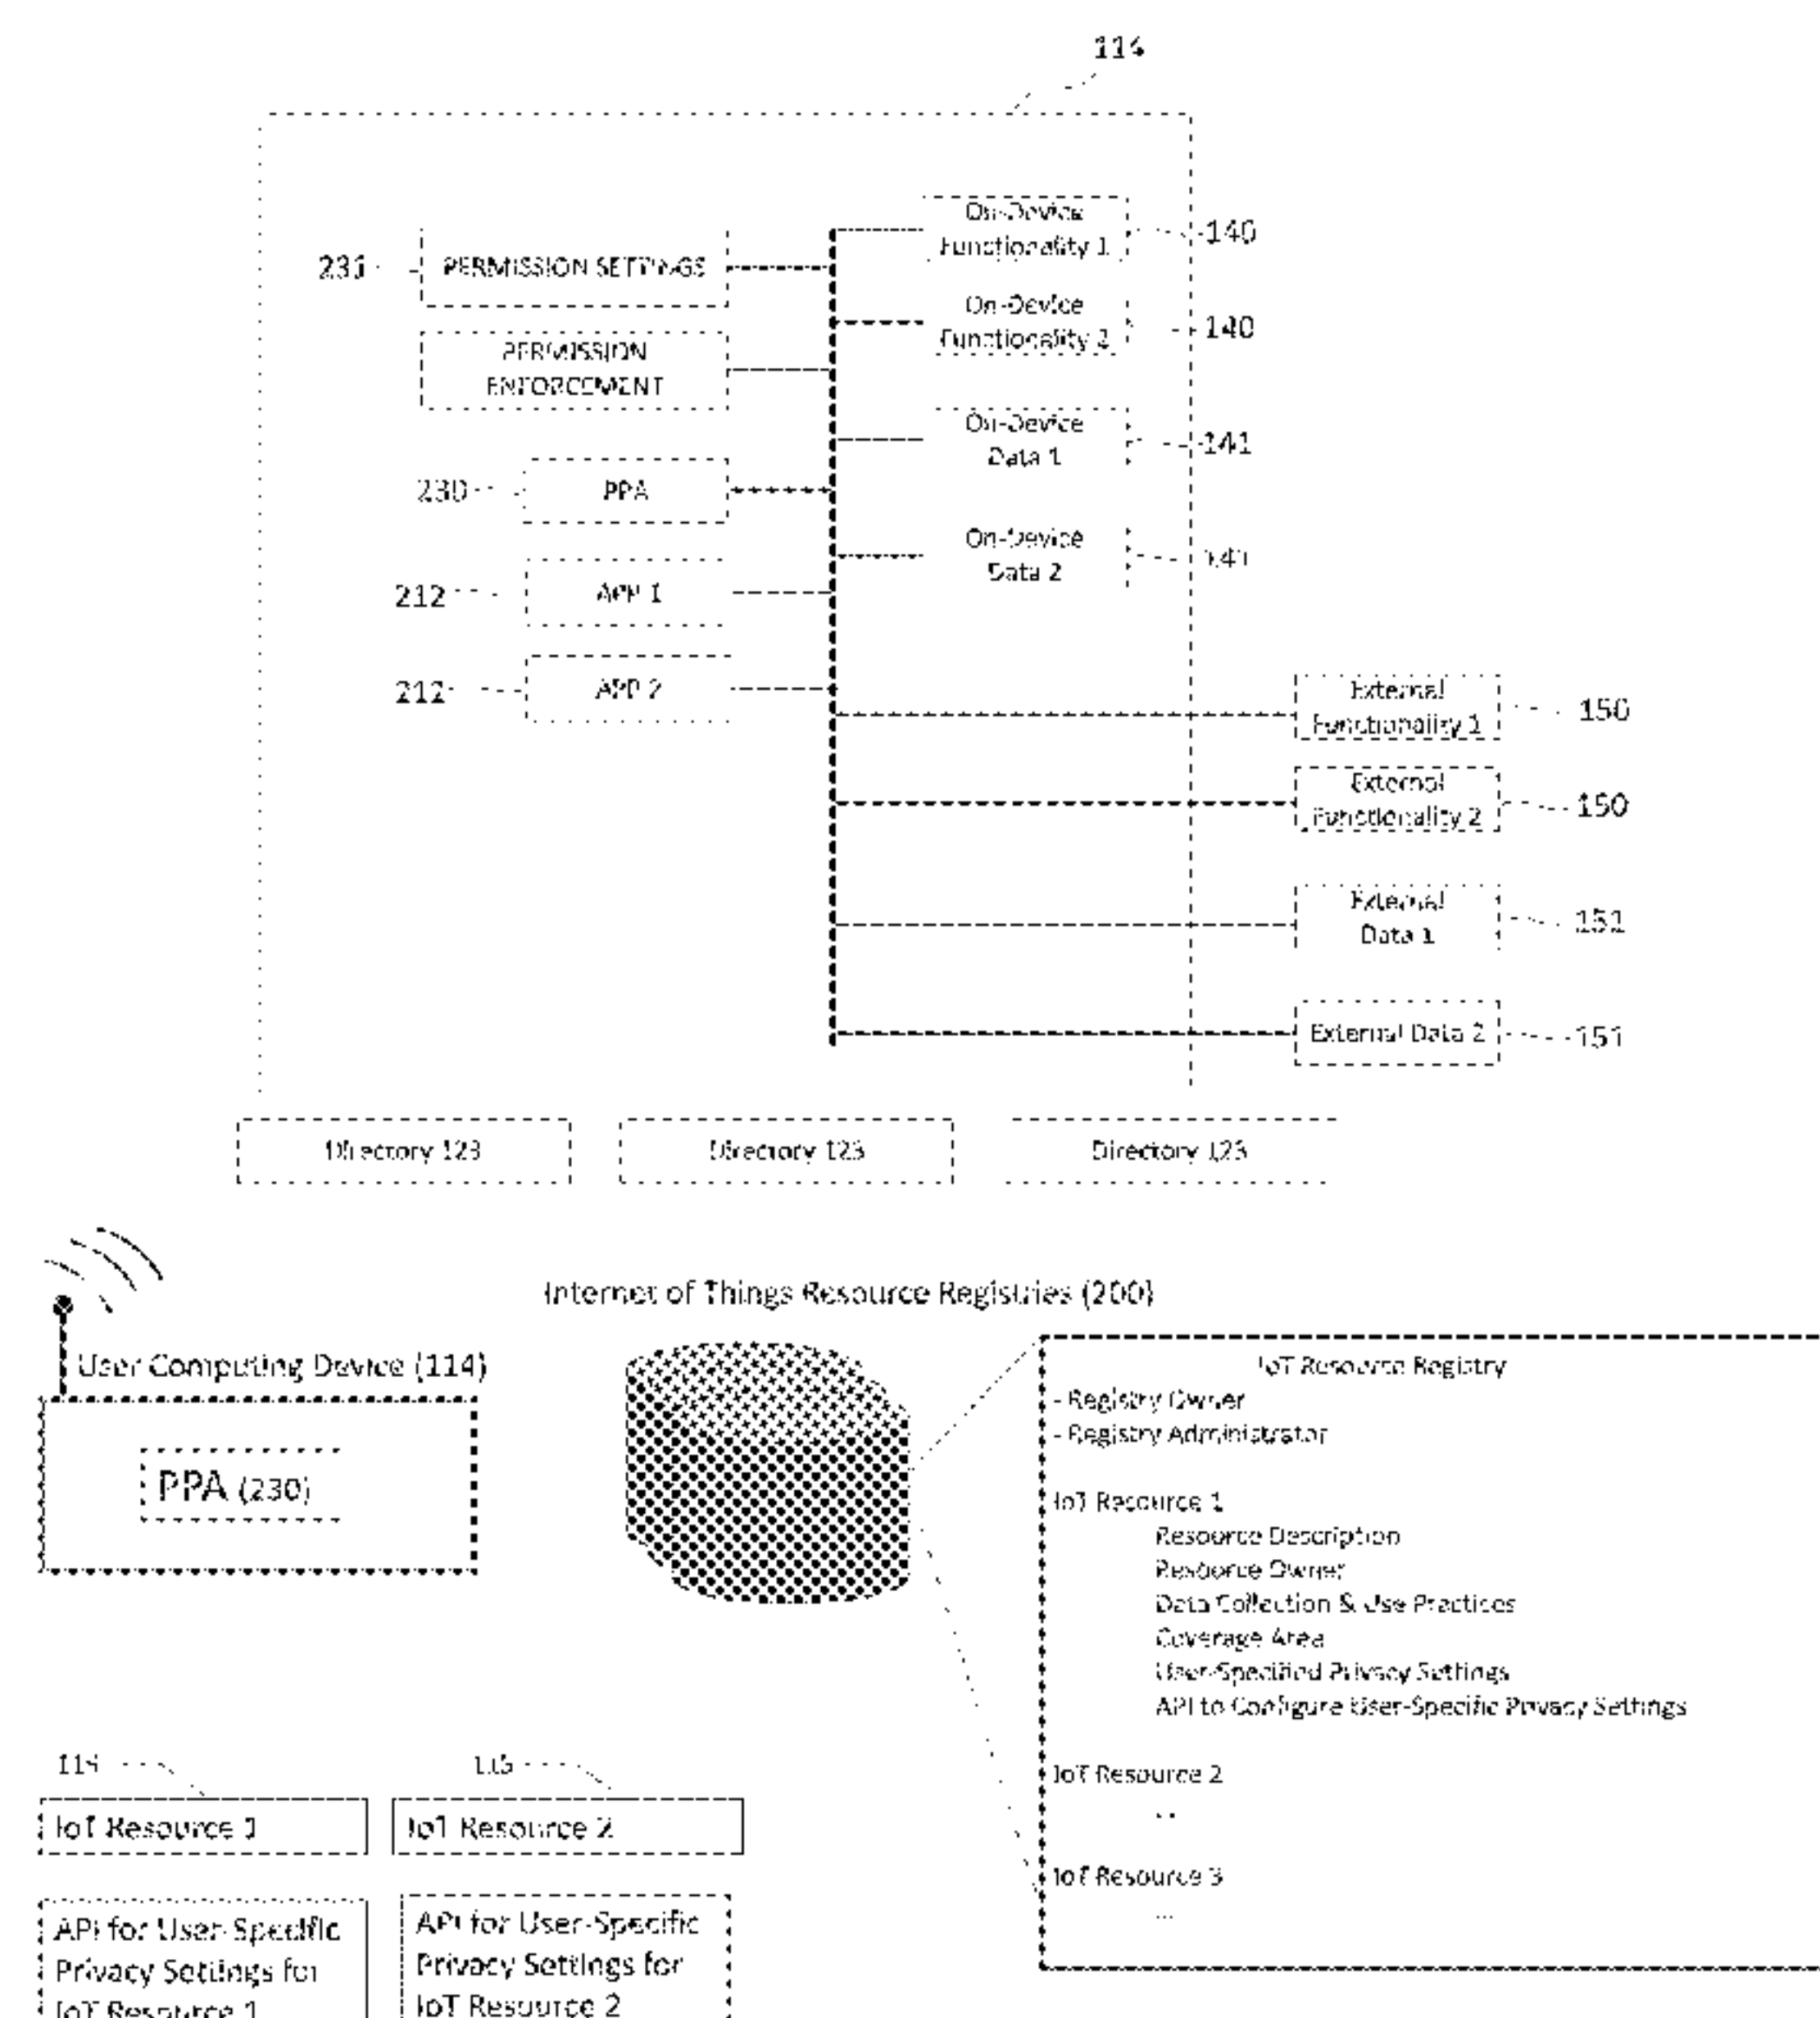 114
On-Device
Functionality 1
140
231
PERMISSION SETTINGS
On-Device
Functionality 2
140
PERMISSION
ENFORCEMENT
On-Device
Data 1
141
230
PPA
On-Device
Data 2
141
212
APP 1
212
APP 2
External
Functionality 1
150
External
Functionality 2
150
External
Data 1
151
External Data 2
151
Directory 123
Directory 123
Directory 123
Internet of Things Resource Registries (200)
User Computing Device (114)
PPA (230)
IoT Resource Registry
- Registry Owner
- Registry Administrator
IoT Resource 1
Resource Description
Resource Owner
Data Collection & Use Practices
Coverage Area
User-Specified Privacy Settings
API to Configure User-Specific Privacy Settings
IoT Resource 2
...
IoT Resource 3
...
IoT Resource 1
IoT Resource 2
API for User-Specific
Privacy Settings for
IoT Resource 1
API for User-Specific
Privacy Settings for
IoT Resource 2